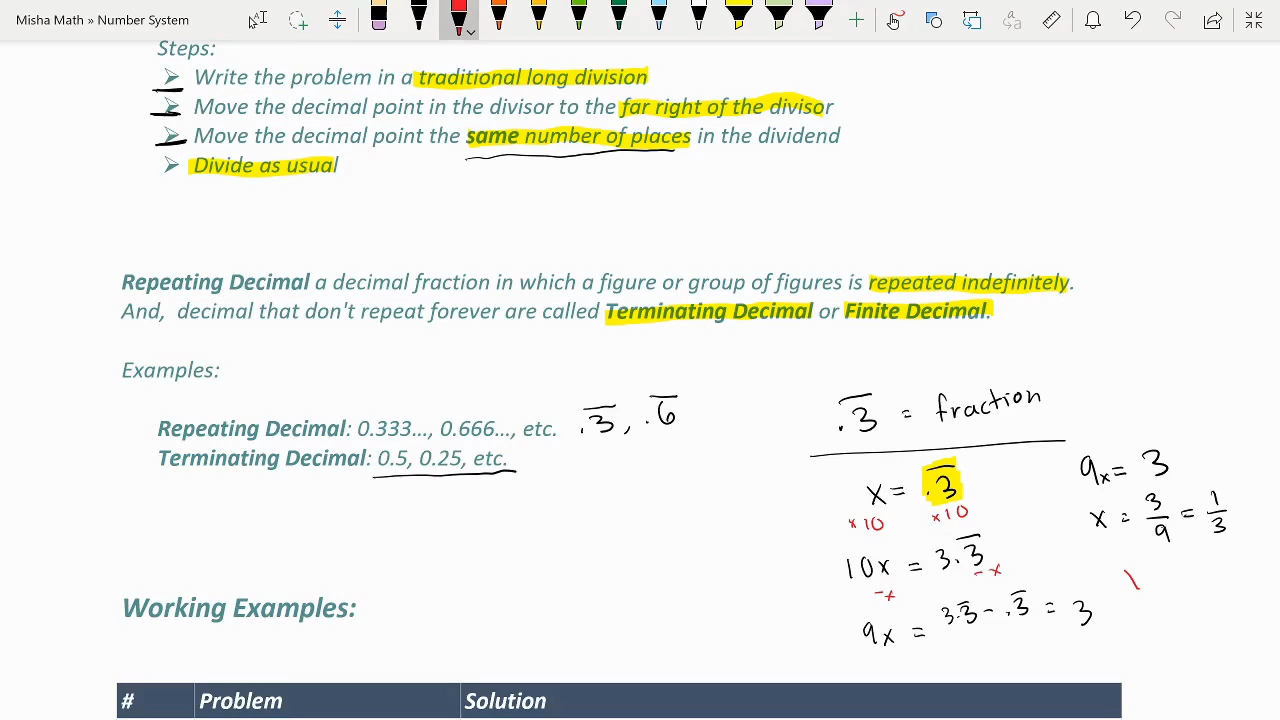 Misha Math » Number System
Steps:
➢ Write the problem in a traditional long division
➢ Move the decimal point in the divisor to the far right of the divisor
➢ Move the decimal point the same number of places in the dividend
➢ Divide as usual
Repeating Decimal a decimal fraction in which a figure or group of figures is repeated indefinitely.
And, decimal that don't repeat forever are called Terminating Decimal or Finite Decimal.
Examples:
Repeating Decimal: 0.333…, 0.666…, etc. .3̅, .6̅
Terminating Decimal: 0.5, 0.25, etc.
.3̅ = fraction
x = .3̅
×10 ×10
10x = 3.3̅
-x -x
9x = 3.3̅ - .3̅ = 3
9x = 3
x = 3/9 = 1/3
Working Examples:
# Problem Solution